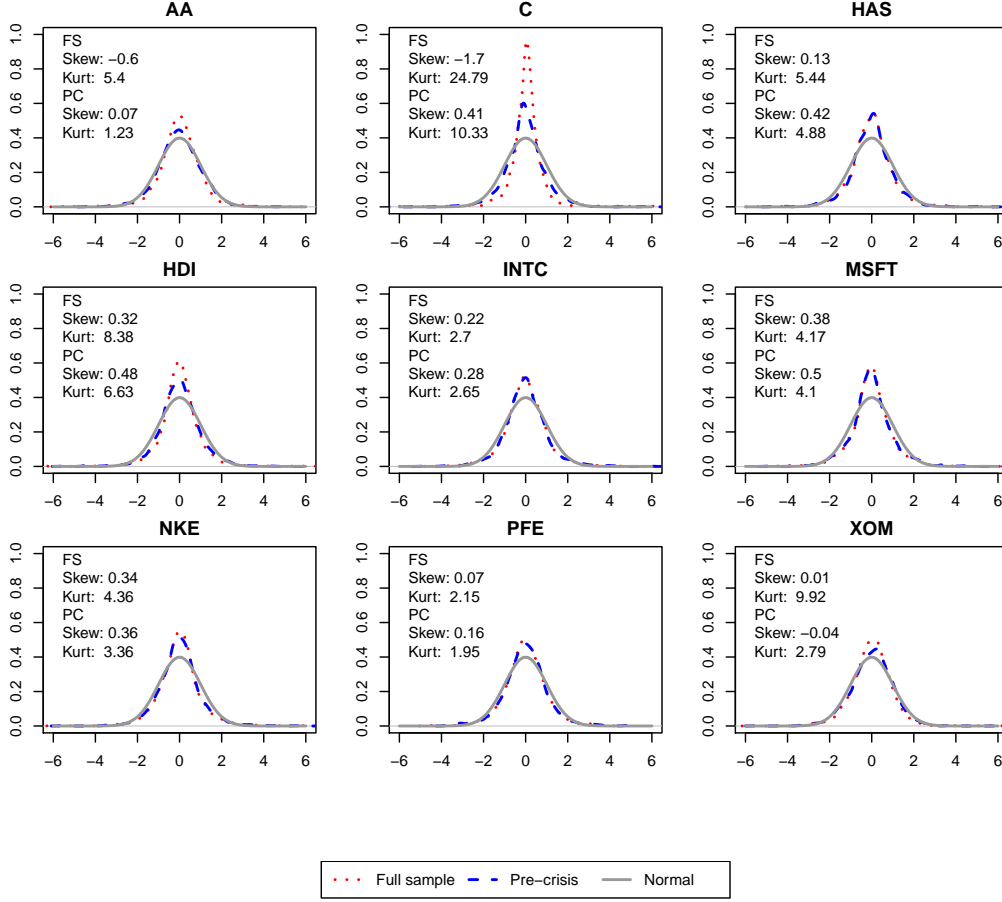 AA
1.0
0.8
0.6
0.4
0.2
0.0
FS
Skew: −0.6
Kurt: 5.4
PC
Skew: 0.07
Kurt: 1.23
−6 −4 −2 0 2 4 6
C
1.0
0.8
0.6
0.4
0.2
0.0
FS
Skew: −1.7
Kurt: 24.79
PC
Skew: 0.41
Kurt: 10.33
−6 −4 −2 0 2 4 6
HAS
1.0
0.8
0.6
0.4
0.2
0.0
FS
Skew: 0.13
Kurt: 5.44
PC
Skew: 0.42
Kurt: 4.88
−6 −4 −2 0 2 4 6
HDI
1.0
0.8
0.6
0.4
0.2
0.0
FS
Skew: 0.32
Kurt: 8.38
PC
Skew: 0.48
Kurt: 6.63
−6 −4 −2 0 2 4 6
INTC
1.0
0.8
0.6
0.4
0.2
0.0
FS
Skew: 0.22
Kurt: 2.7
PC
Skew: 0.28
Kurt: 2.65
−6 −4 −2 0 2 4 6
MSFT
1.0
0.8
0.6
0.4
0.2
0.0
FS
Skew: 0.38
Kurt: 4.17
PC
Skew: 0.5
Kurt: 4.1
−6 −4 −2 0 2 4 6
NKE
1.0
0.8
0.6
0.4
0.2
0.0
FS
Skew: 0.34
Kurt: 4.36
PC
Skew: 0.36
Kurt: 3.36
−6 −4 −2 0 2 4 6
PFE
1.0
0.8
0.6
0.4
0.2
0.0
FS
Skew: 0.07
Kurt: 2.15
PC
Skew: 0.16
Kurt: 1.95
−6 −4 −2 0 2 4 6
XOM
1.0
0.8
0.6
0.4
0.2
0.0
FS
Skew: 0.01
Kurt: 9.92
PC
Skew: −0.04
Kurt: 2.79
−6 −4 −2 0 2 4 6
Full sample Pre−crisis Normal